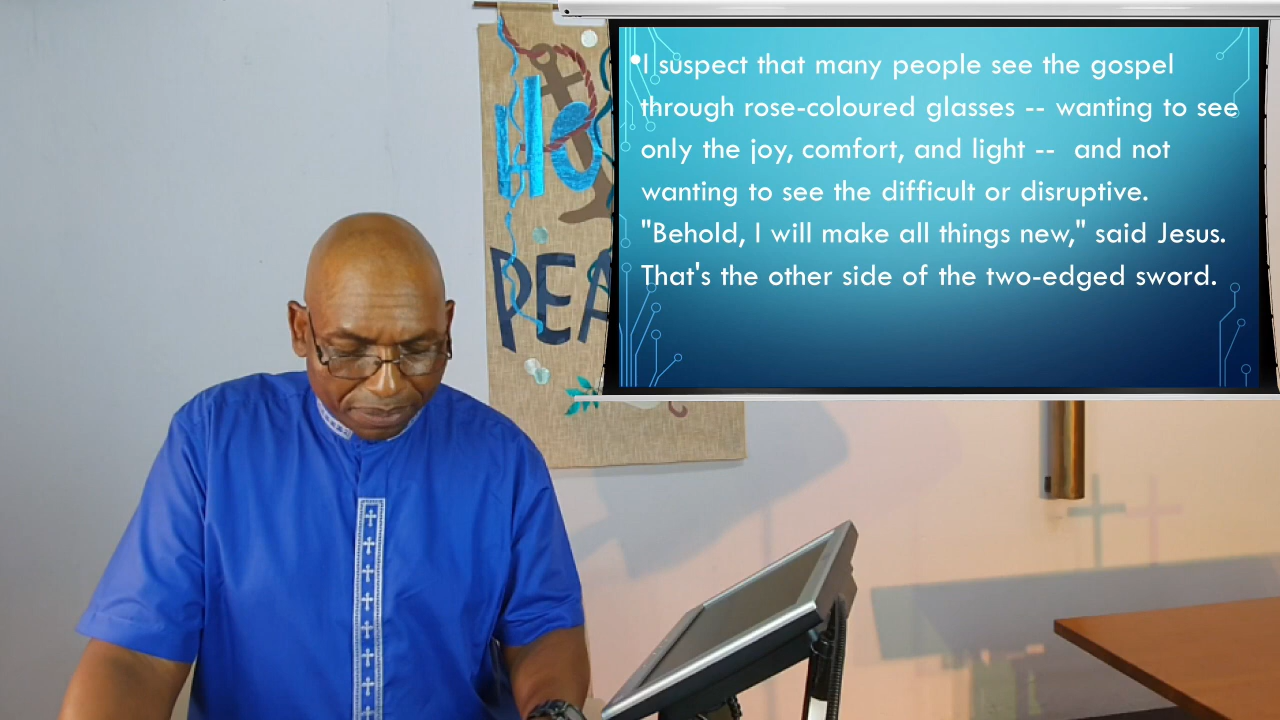 HO
PEA
•I suspect that many people see the gospel
through rose-coloured glasses -- wanting to see
only the joy, comfort, and light --  and not
wanting to see the difficult or disruptive.
"Behold, I will make all things new," said Jesus.
That's the other side of the two-edged sword.